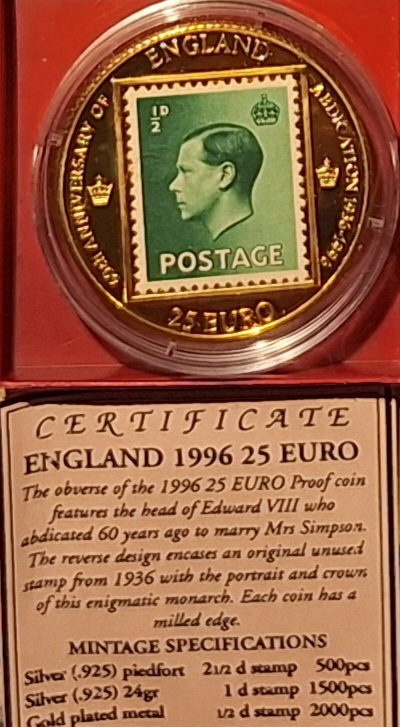 ENGLAND
60TH ANNIVERSARY OF
ABDICATION 1936-1996
½D
POSTAGE
25 EURO
CERTIFICATE
ENGLAND 1996 25 EURO
The obverse of the 1996 25 EURO Proof coin
features the head of Edward VIII who
abdicated 60 years ago to marry Mrs Simpson.
The reverse design encases an original unused
stamp from 1936 with the portrait and crown
of this enigmatic monarch. Each coin has a
milled edge.
MINTAGE SPECIFICATIONS
Silver (.925) piedfort 2 1/2 d stamp 500pcs
Silver (.925) 24gr 1 d stamp 1500pcs
Gold plated metal 1/2 d stamp 2000pcs